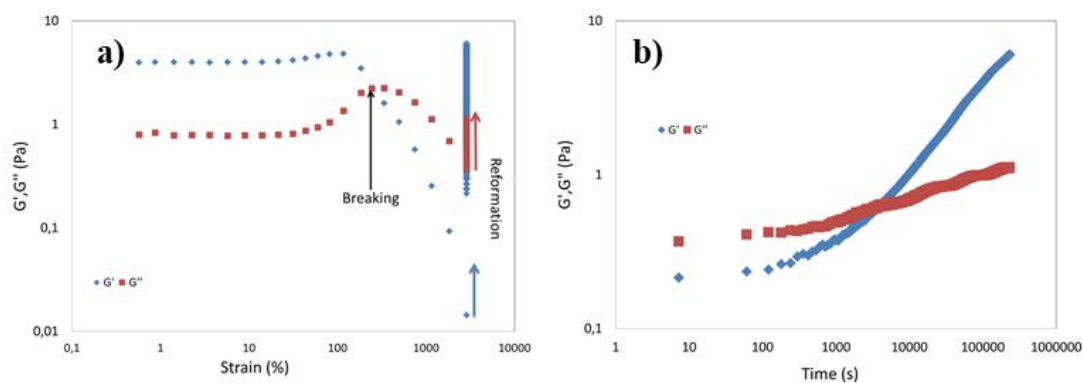 a)
10
1
0,1
0,01
G',G'' (Pa)
Breaking
Reformation
G' G''
0,1 1 10 100 1000 10000
Strain (%)
b)
10
1
0,1
G',G'' (Pa)
G' G''
1 10 100 1000 10000 100000 1000000
Time (s)